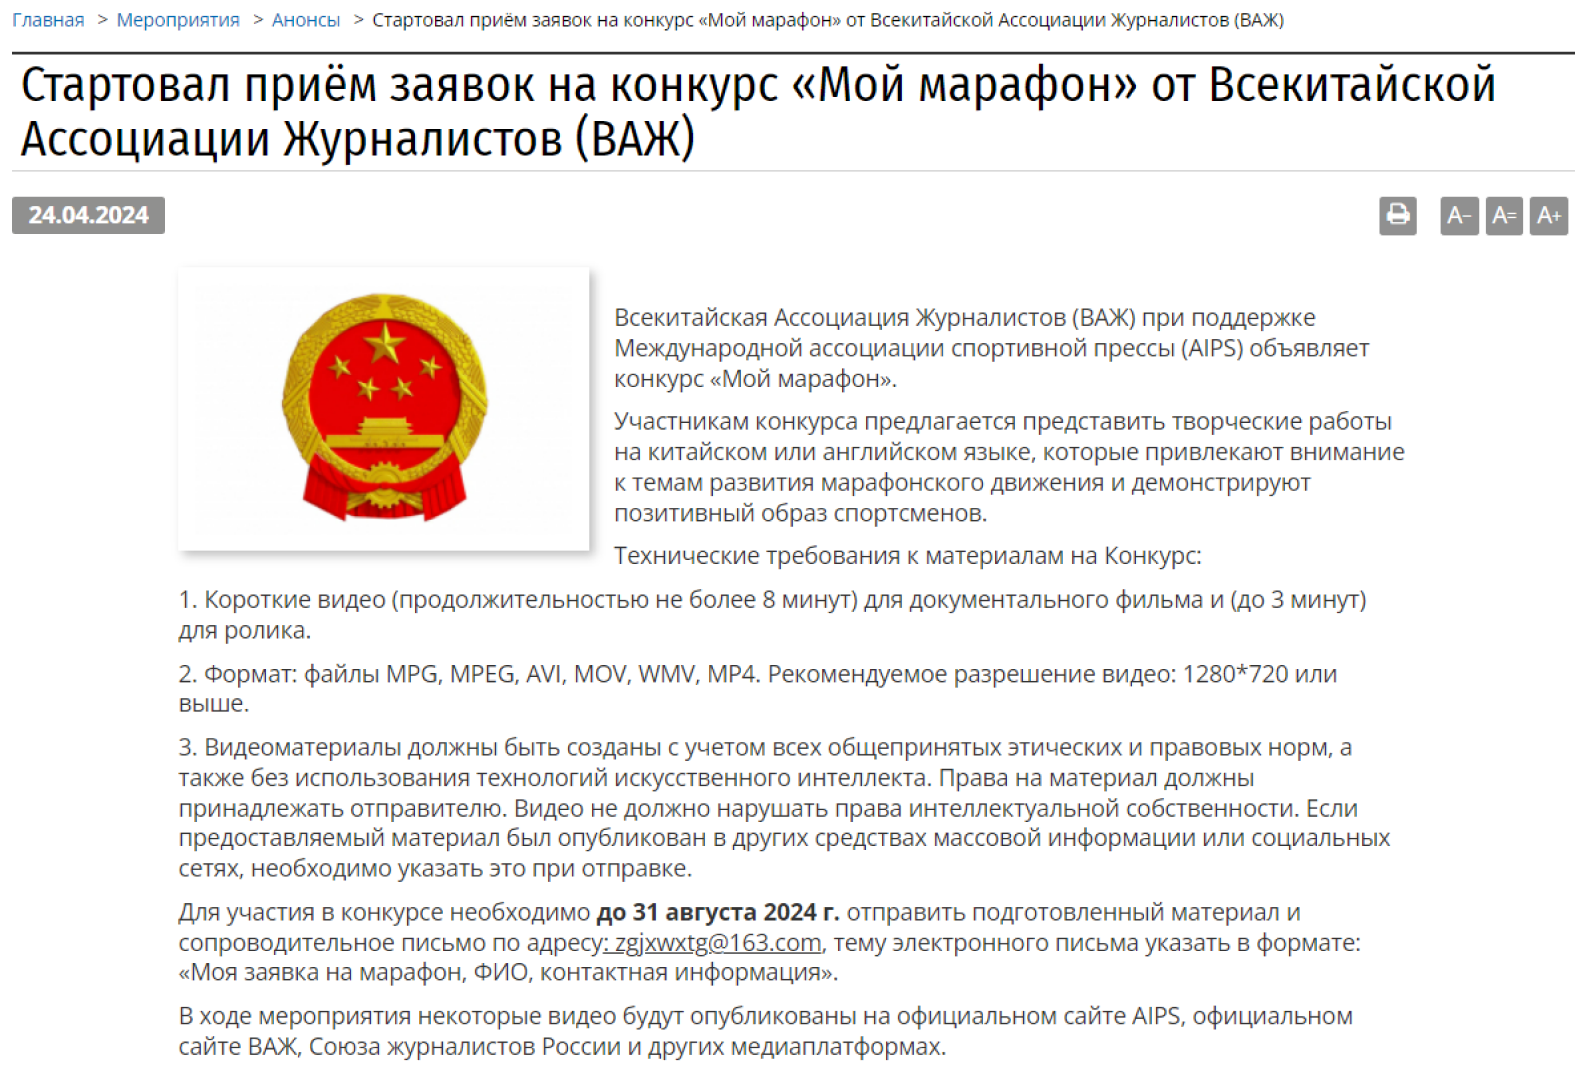 Главная > Мероприятия > Анонсы > Стартовал приём заявок на конкурс «Мой марафон» от Всекитайской Ассоциации Журналистов (ВАЖ)
Стартовал приём заявок на конкурс «Мой марафон» от Всекитайской
Ассоциации Журналистов (ВАЖ)
24.04.2024
A− A= A+
Всекитайская Ассоциация Журналистов (ВАЖ) при поддержке
Международной ассоциации спортивной прессы (AIPS) объявляет
конкурс «Мой марафон».
Участникам конкурса предлагается представить творческие работы
на китайском или английском языке, которые привлекают внимание
к темам развития марафонского движения и демонстрируют
позитивный образ спортсменов.
Технические требования к материалам на Конкурс:
1. Короткие видео (продолжительностью не более 8 минут) для документального фильма и (до 3 минут)
для ролика.
2. Формат: файлы MPG, MPEG, AVI, MOV, WMV, MP4. Рекомендуемое разрешение видео: 1280*720 или
выше.
3. Видеоматериалы должны быть созданы с учетом всех общепринятых этических и правовых норм, а
также без использования технологий искусственного интеллекта. Права на материал должны
принадлежать отправителю. Видео не должно нарушать права интеллектуальной собственности. Если
предоставляемый материал был опубликован в других средствах массовой информации или социальных
сетях, необходимо указать это при отправке.
Для участия в конкурсе необходимо до 31 августа 2024 г. отправить подготовленный материал и
сопроводительное письмо по адресу: zgjxwxtg@163.com, тему электронного письма указать в формате:
«Моя заявка на марафон, ФИО, контактная информация».
В ходе мероприятия некоторые видео будут опубликованы на официальном сайте AIPS, официальном
сайте ВАЖ, Союза журналистов России и других медиаплатформах.